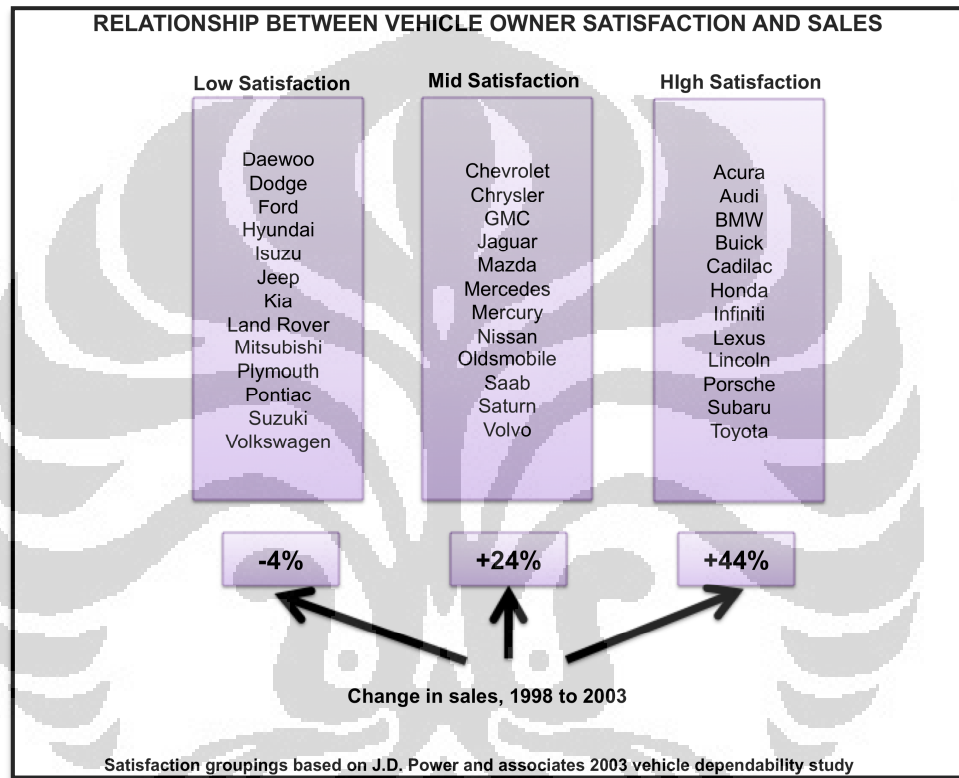 RELATIONSHIP BETWEEN VEHICLE OWNER SATISFACTION AND SALES
Low Satisfaction
Daewoo
Dodge
Ford
Hyundai
Isuzu
Jeep
Kia
Land Rover
Mitsubishi
Plymouth
Pontiac
Suzuki
Volkswagen
-4%
Mid Satisfaction
Chevrolet
Chrysler
GMC
Jaguar
Mazda
Mercedes
Mercury
Nissan
Oldsmobile
Saab
Saturn
Volvo
+24%
HIgh Satisfaction
Acura
Audi
BMW
Buick
Cadilac
Honda
Infiniti
Lexus
Lincoln
Porsche
Subaru
Toyota
+44%
Change in sales, 1998 to 2003
Satisfaction groupings based on J.D. Power and associates 2003 vehicle dependability study